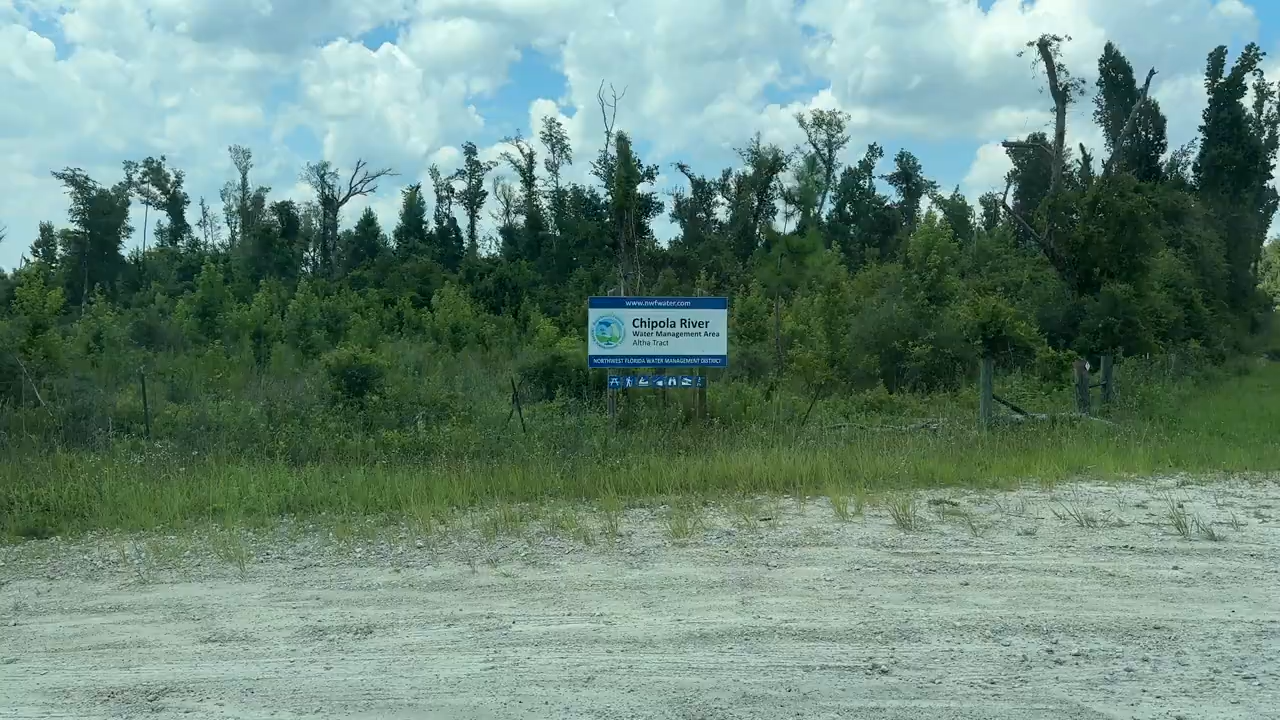 www.nwfwater.com
Chipola River
Water Management Area
Altha Tract
NORTHWEST FLORIDA WATER MANAGEMENT DISTRICT